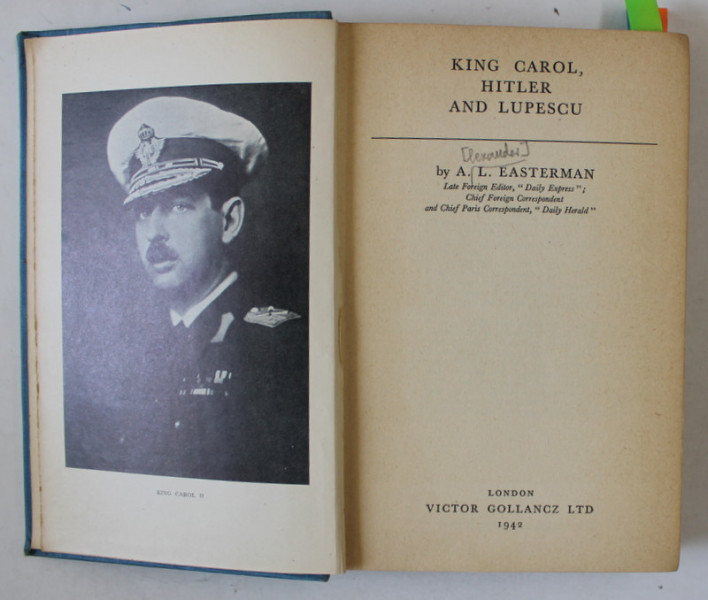 KING CAROL II
KING CAROL,
HITLER
AND LUPESCU
[Alexander]
by A. L. EASTERMAN
Late Foreign Editor, "Daily Express";
Chief Foreign Correspondent
and Chief Paris Correspondent, "Daily Herald"
LONDON
VICTOR GOLLANCZ LTD
1942